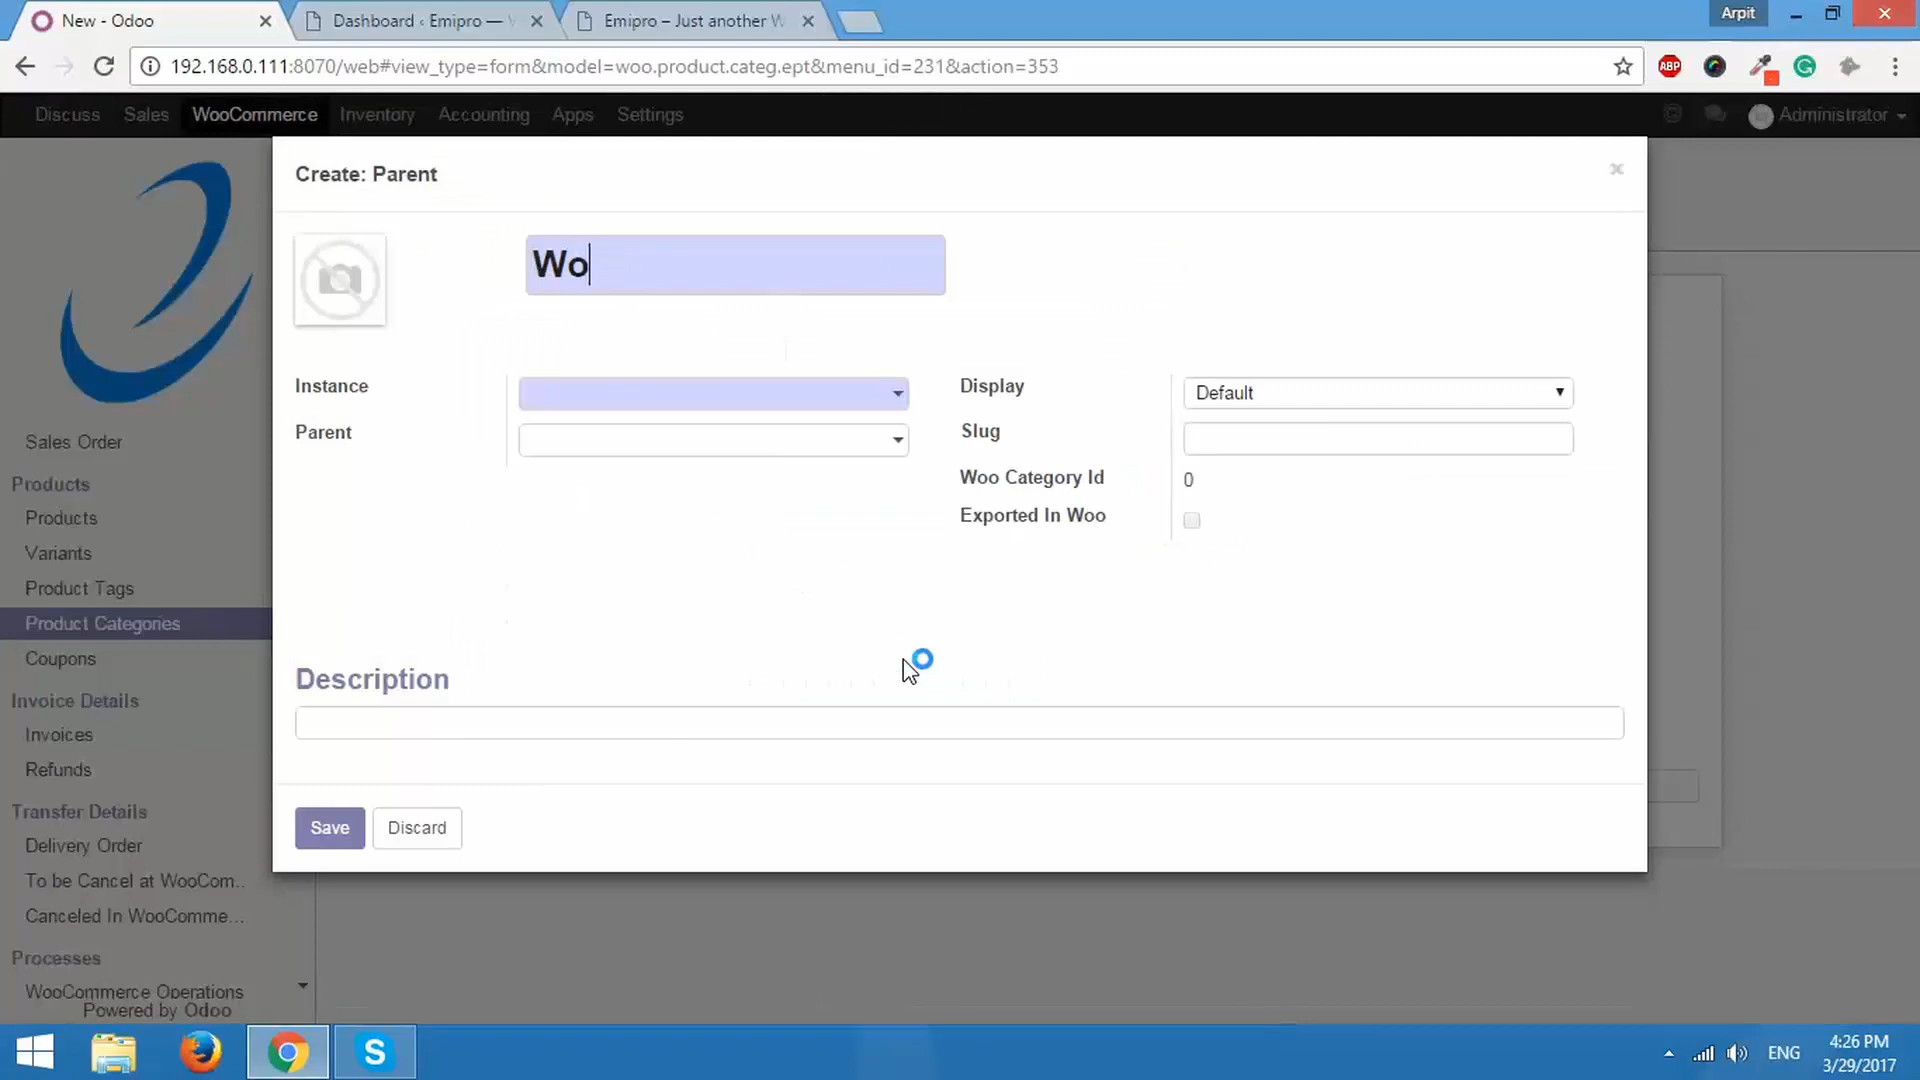 New - Odoo
Dashboard ‹ Emipro —
Emipro – Just another W
Arpit
192.168.0.111:8070/web#view_type=form&model=woo.product.categ.ept&menu_id=231&action=353
ABP
Discuss
Sales
WooCommerce
Inventory
Accounting
Apps
Settings
Administrator
Create: Parent
Wo
Instance
Parent
Display
Default
Slug
Woo Category Id
0
Exported In Woo
Description
Save
Discard
Sales Order
Products
Products
Variants
Product Tags
Product Categories
Coupons
Invoice Details
Invoices
Refunds
Transfer Details
Delivery Order
To be Cancel at WooCom..
Canceled In WooComme...
Processes
WooCommerce Operations
Powered by Odoo
ENG
4:26 PM
3/29/2017